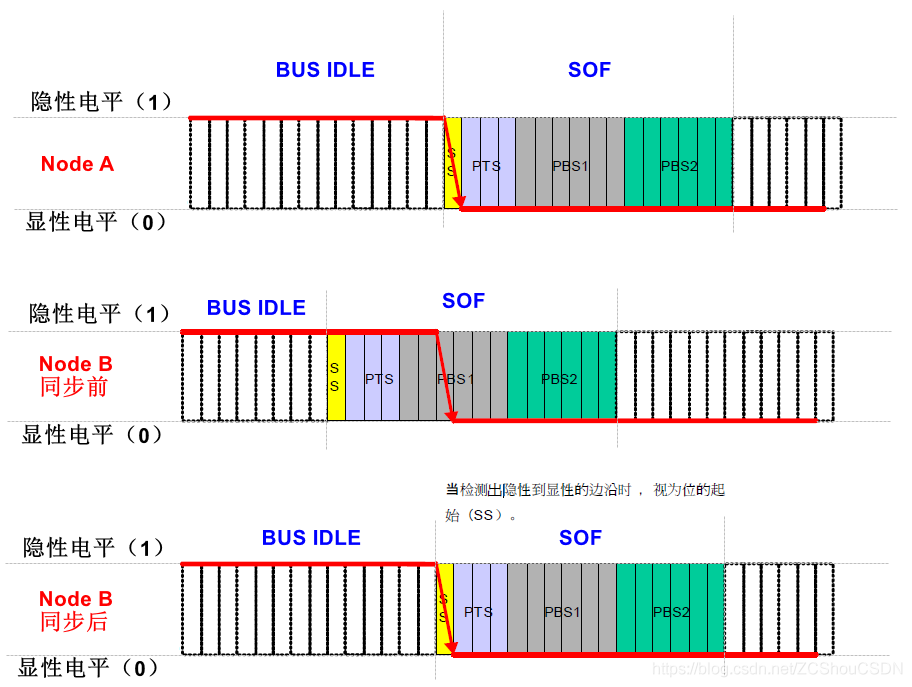 BUS IDLE
SOF
隐性电平（1）
Node A
SS
PTS
PBS1
PBS2
显性电平（0）
BUS IDLE
SOF
隐性电平（1）
Node B
同步前
SS
PTS
PBS1
PBS2
显性电平（0）
当检测出隐性到显性的边沿时 ，视为位的起
始（SS）。
BUS IDLE
SOF
隐性电平（1）
Node B
同步后
SS
PTS
PBS1
PBS2
显性电平（0）
https://blog.csdn.net/ZCShouCSDN